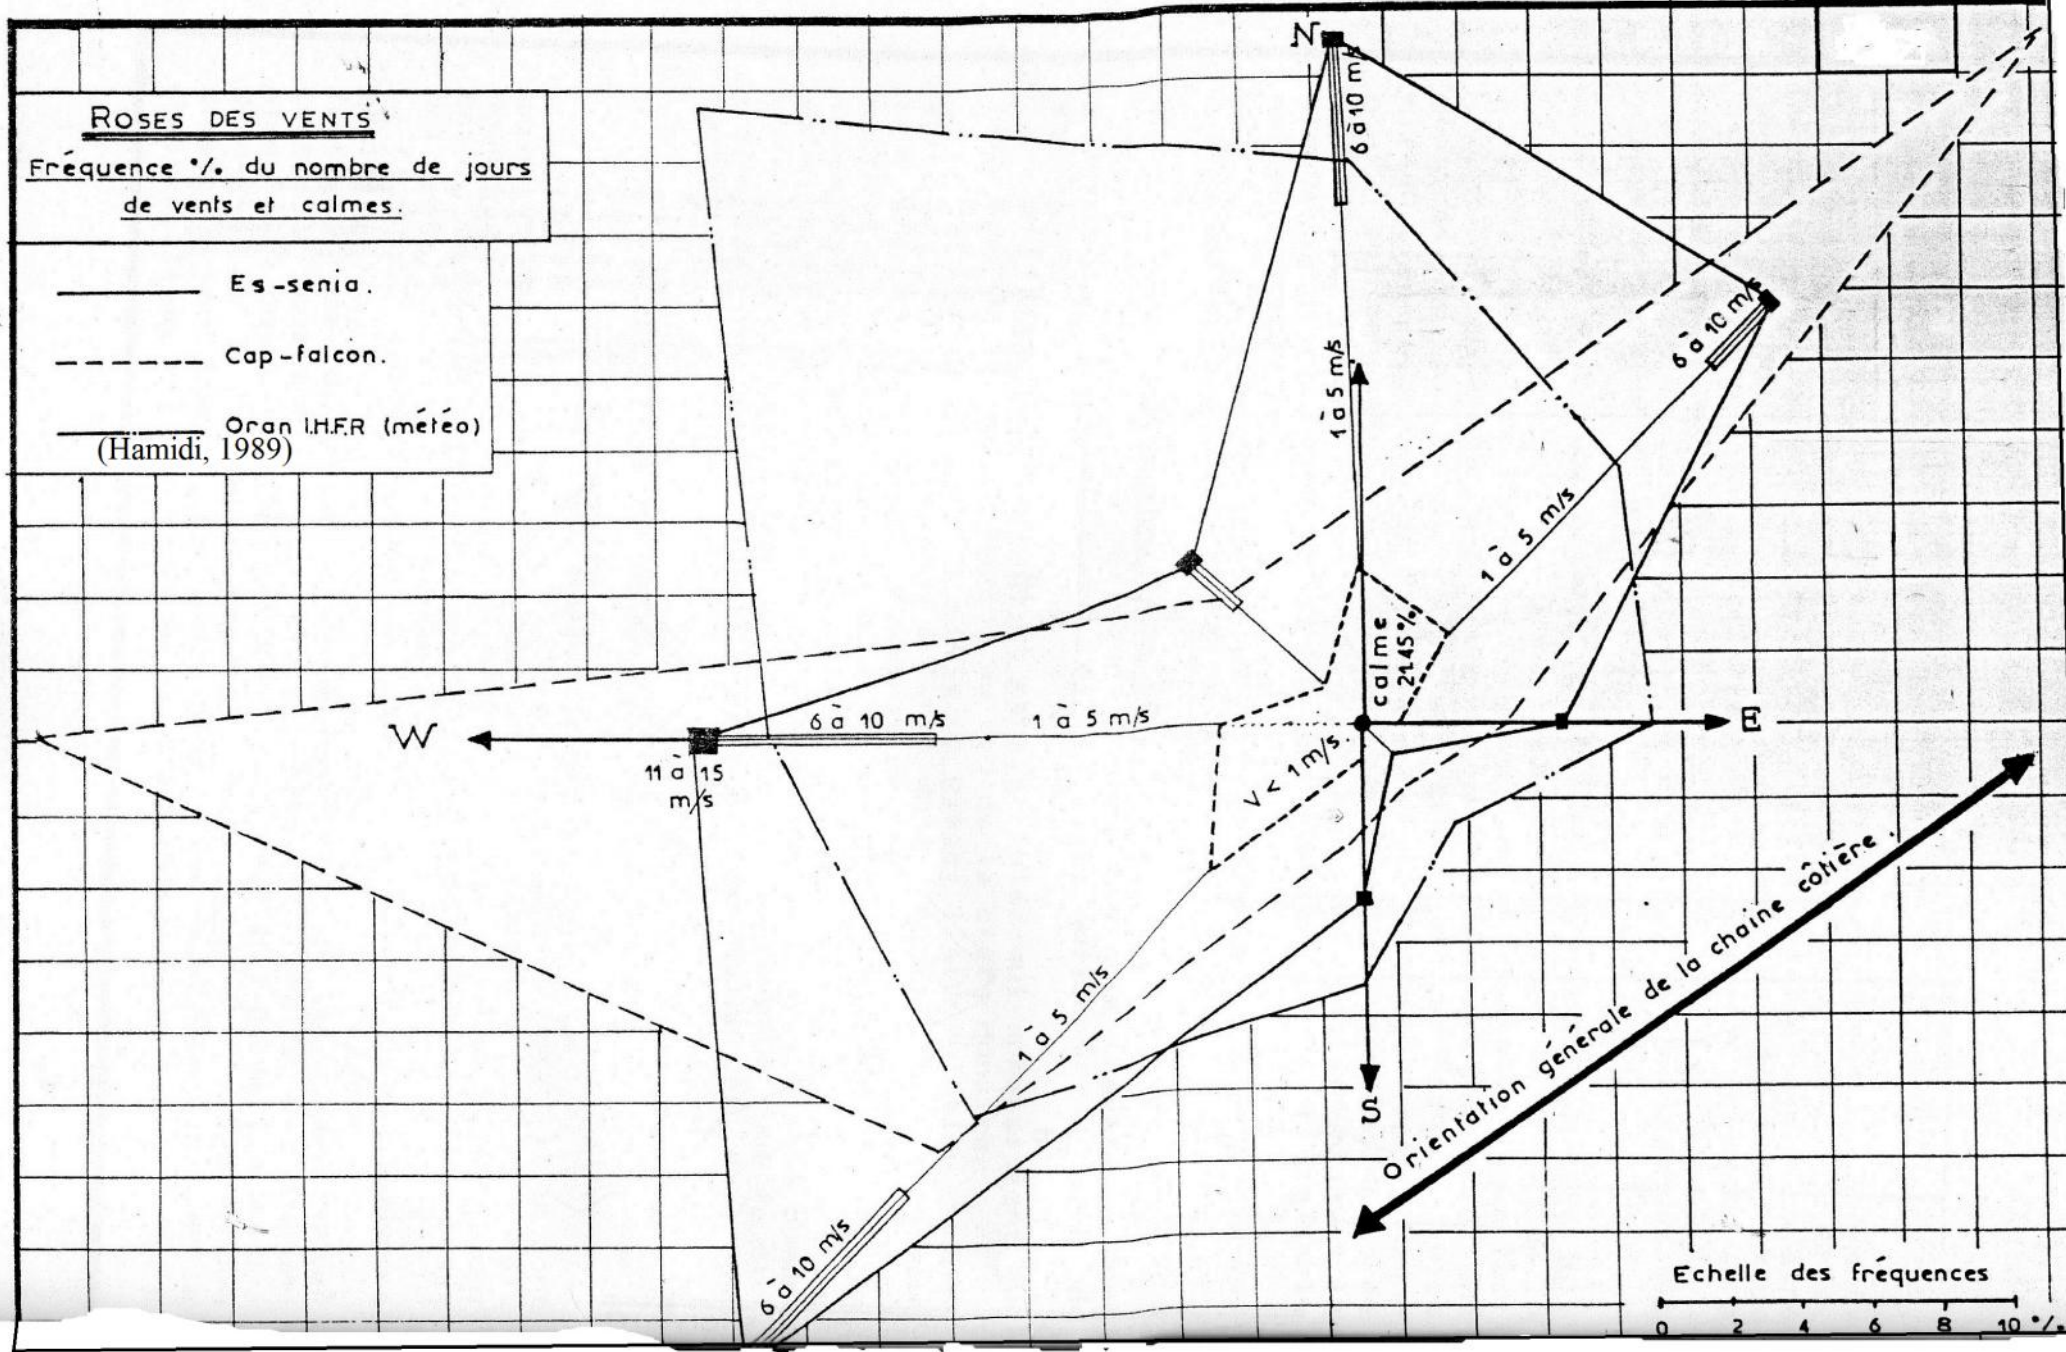 ROSES DES VENTS
Fréquence %. du nombre de jours
de vents et calmes.
Es-senia.
Cap-falcon.
Oran I.H.F.R (météo)
(Hamidi, 1989)
N
6 à 10 m/s
1 à 5 m/s
6 à 10 m/s
1 à 5 m/s
calme
21.45%
W
6 à 10 m/s
1 à 5 m/s
E
11 à 15
m/s
V < 1 m/s.
1 à 5 m/s
6 à 10 m/s
S
Orientation générale de la chaine côtière.
Echelle des fréquences
0 2 4 6 8 10 %.